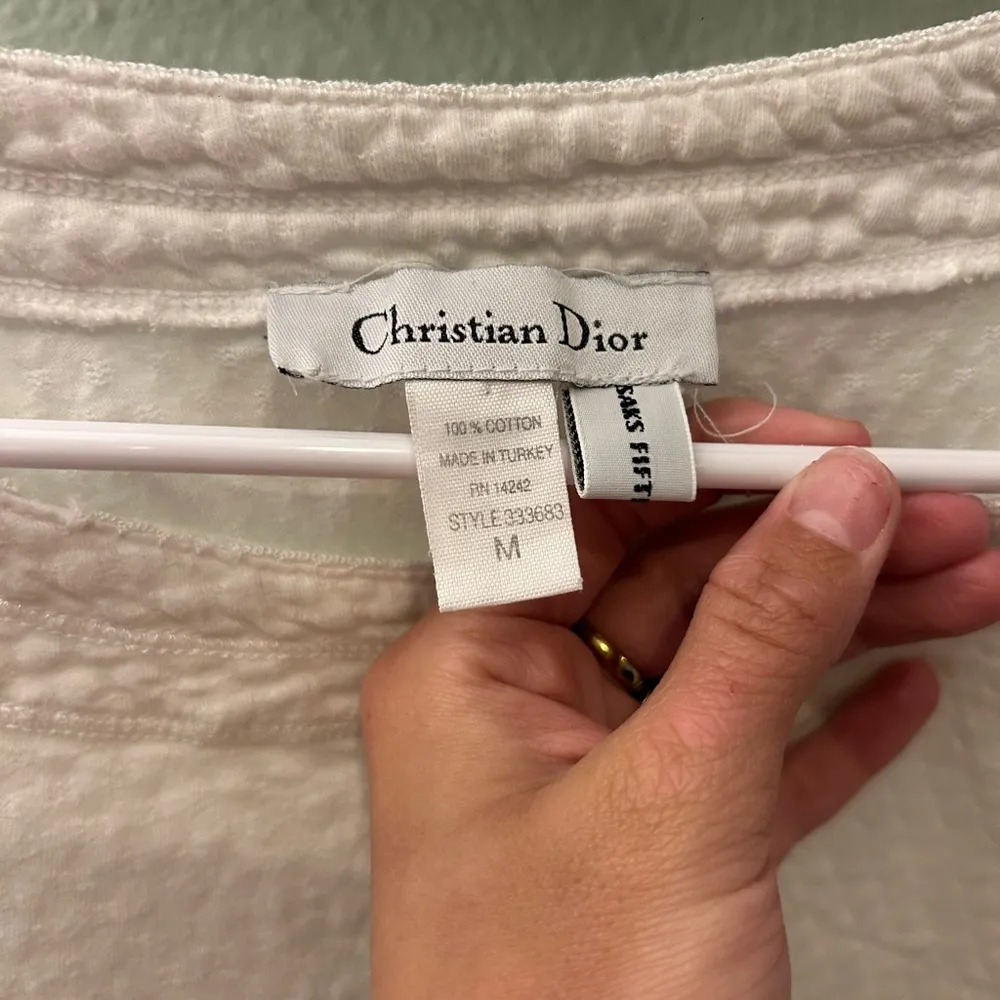 Christian Dior
100 % COTTON
MADE IN TURKEY
RN 14242
STYLE 333683
M
SAKS FIFT